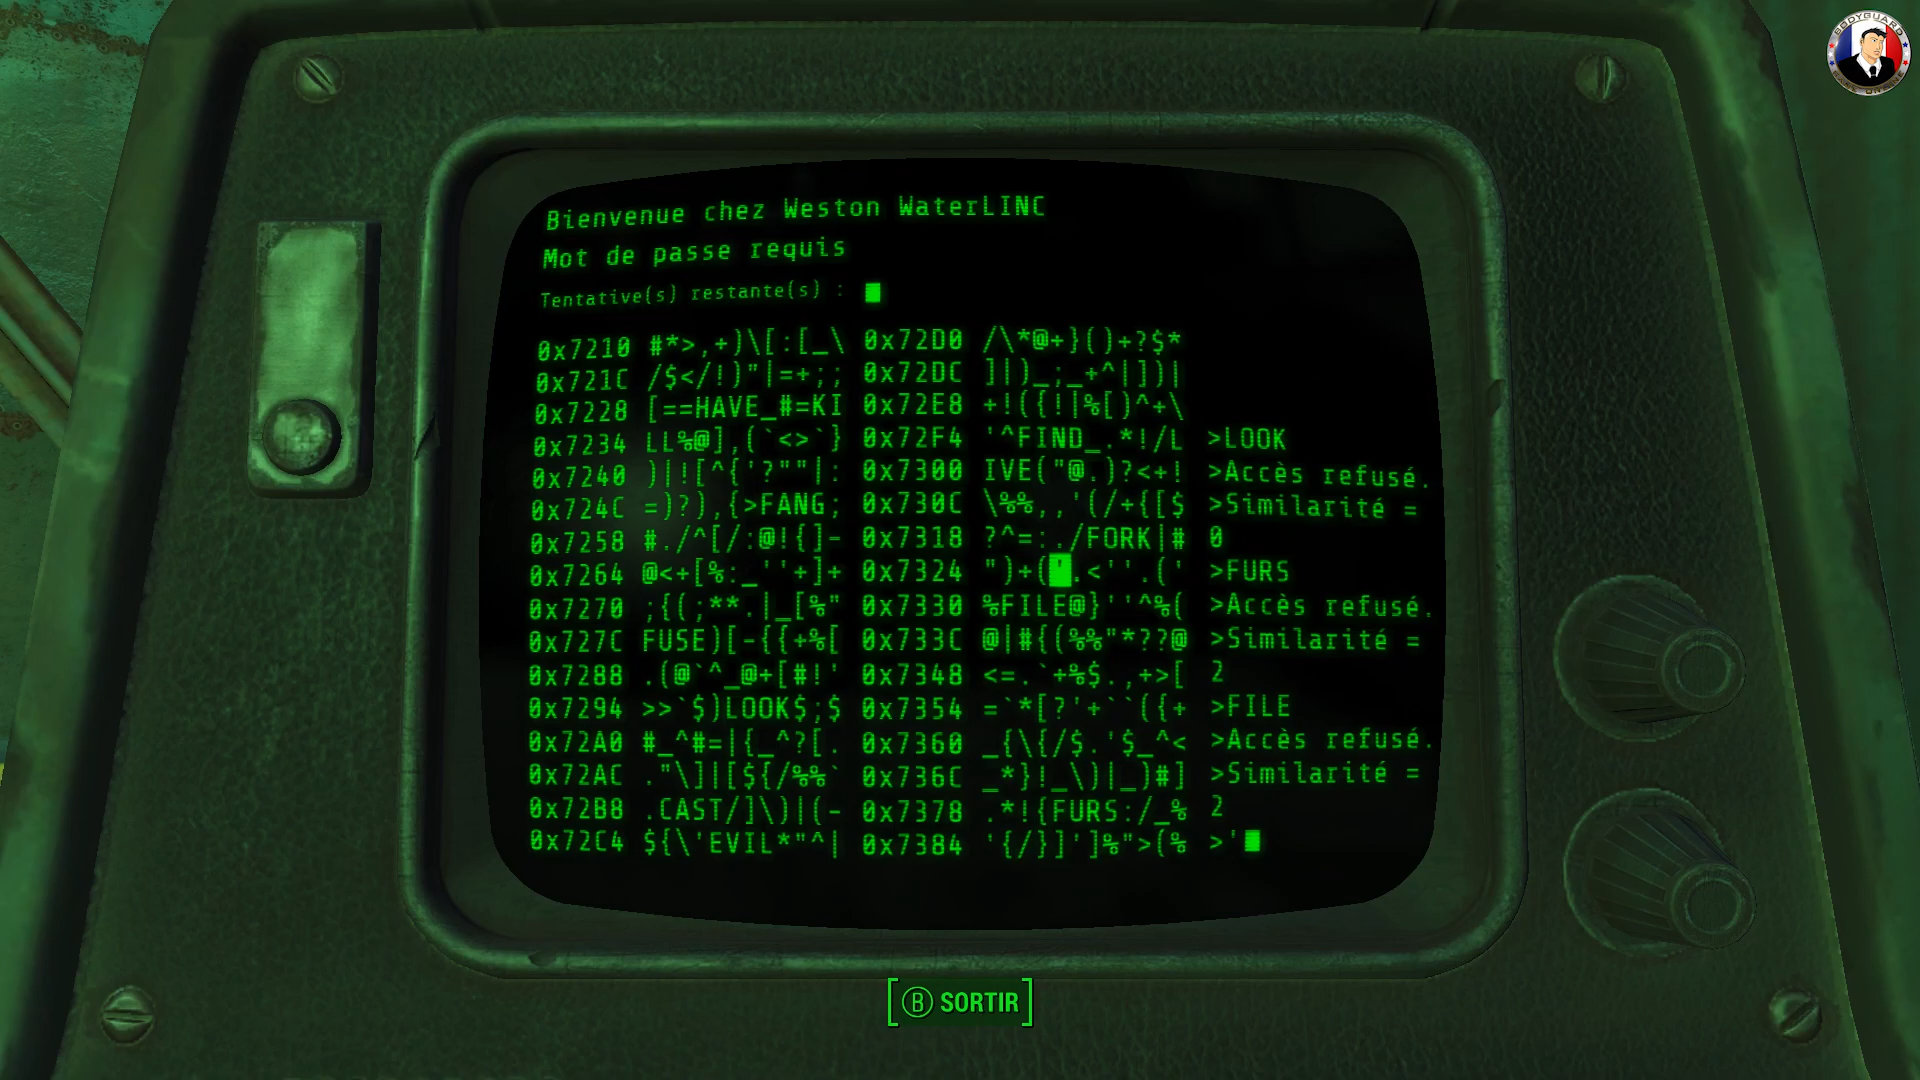 BODYGUARD
Bienvenue chez Weston WaterLINC
Mot de passe requis
Tentative(s) restante(s) :
0x7210 #*>,+)\[:[_\ 0x72D0 /\*@+}()+?$*
0x721C /$</!)"|=+;; 0x72DC ]|)_;_+^|])|
0x7228 [==HAVE_#=KI 0x72E8 +!({!|%[)^+\
0x7234 LL%@],(`<>`} 0x72F4 '^FIND_.*!/L >LOOK
0x7240 )|![^{'?""|: 0x7300 IVE("@.)?<+! >Accès refusé.
0x724C =)?),{>FANG; 0x730C \%%,,'(/+{[$ >Similarité =
0x7258 #./^[/:@!{]- 0x7318 ?^=:./FORK|# 0
0x7264 @<+[%:_''+]+ 0x7324 ")+('.<''.(' >FURS
0x7270 ;{(;**.|_[%" 0x7330 %FILE@}''^%( >Accès refusé.
0x727C FUSE)[-{{+%[ 0x733C @|#{(%%"*??@ >Similarité =
0x7288 .(@`^_@+[#!' 0x7348 <=.`+%$.,+>[ 2
0x7294 >>`$)LOOK$;$ 0x7354 =`*[?'+``({+ >FILE
0x72A0 #_^#=|{_^?[. 0x7360 _{\{/$.'$_^< >Accès refusé.
0x72AC ."\]|[${/%%` 0x736C _*}!_\)|_)#] >Similarité =
0x72B8 .CAST/]\)|(- 0x7378 .*!{FURS:/_% 2
0x72C4 ${\'EVIL*"^| 0x7384 '{/}]']%">(% >'
[Ⓑ SORTIR]